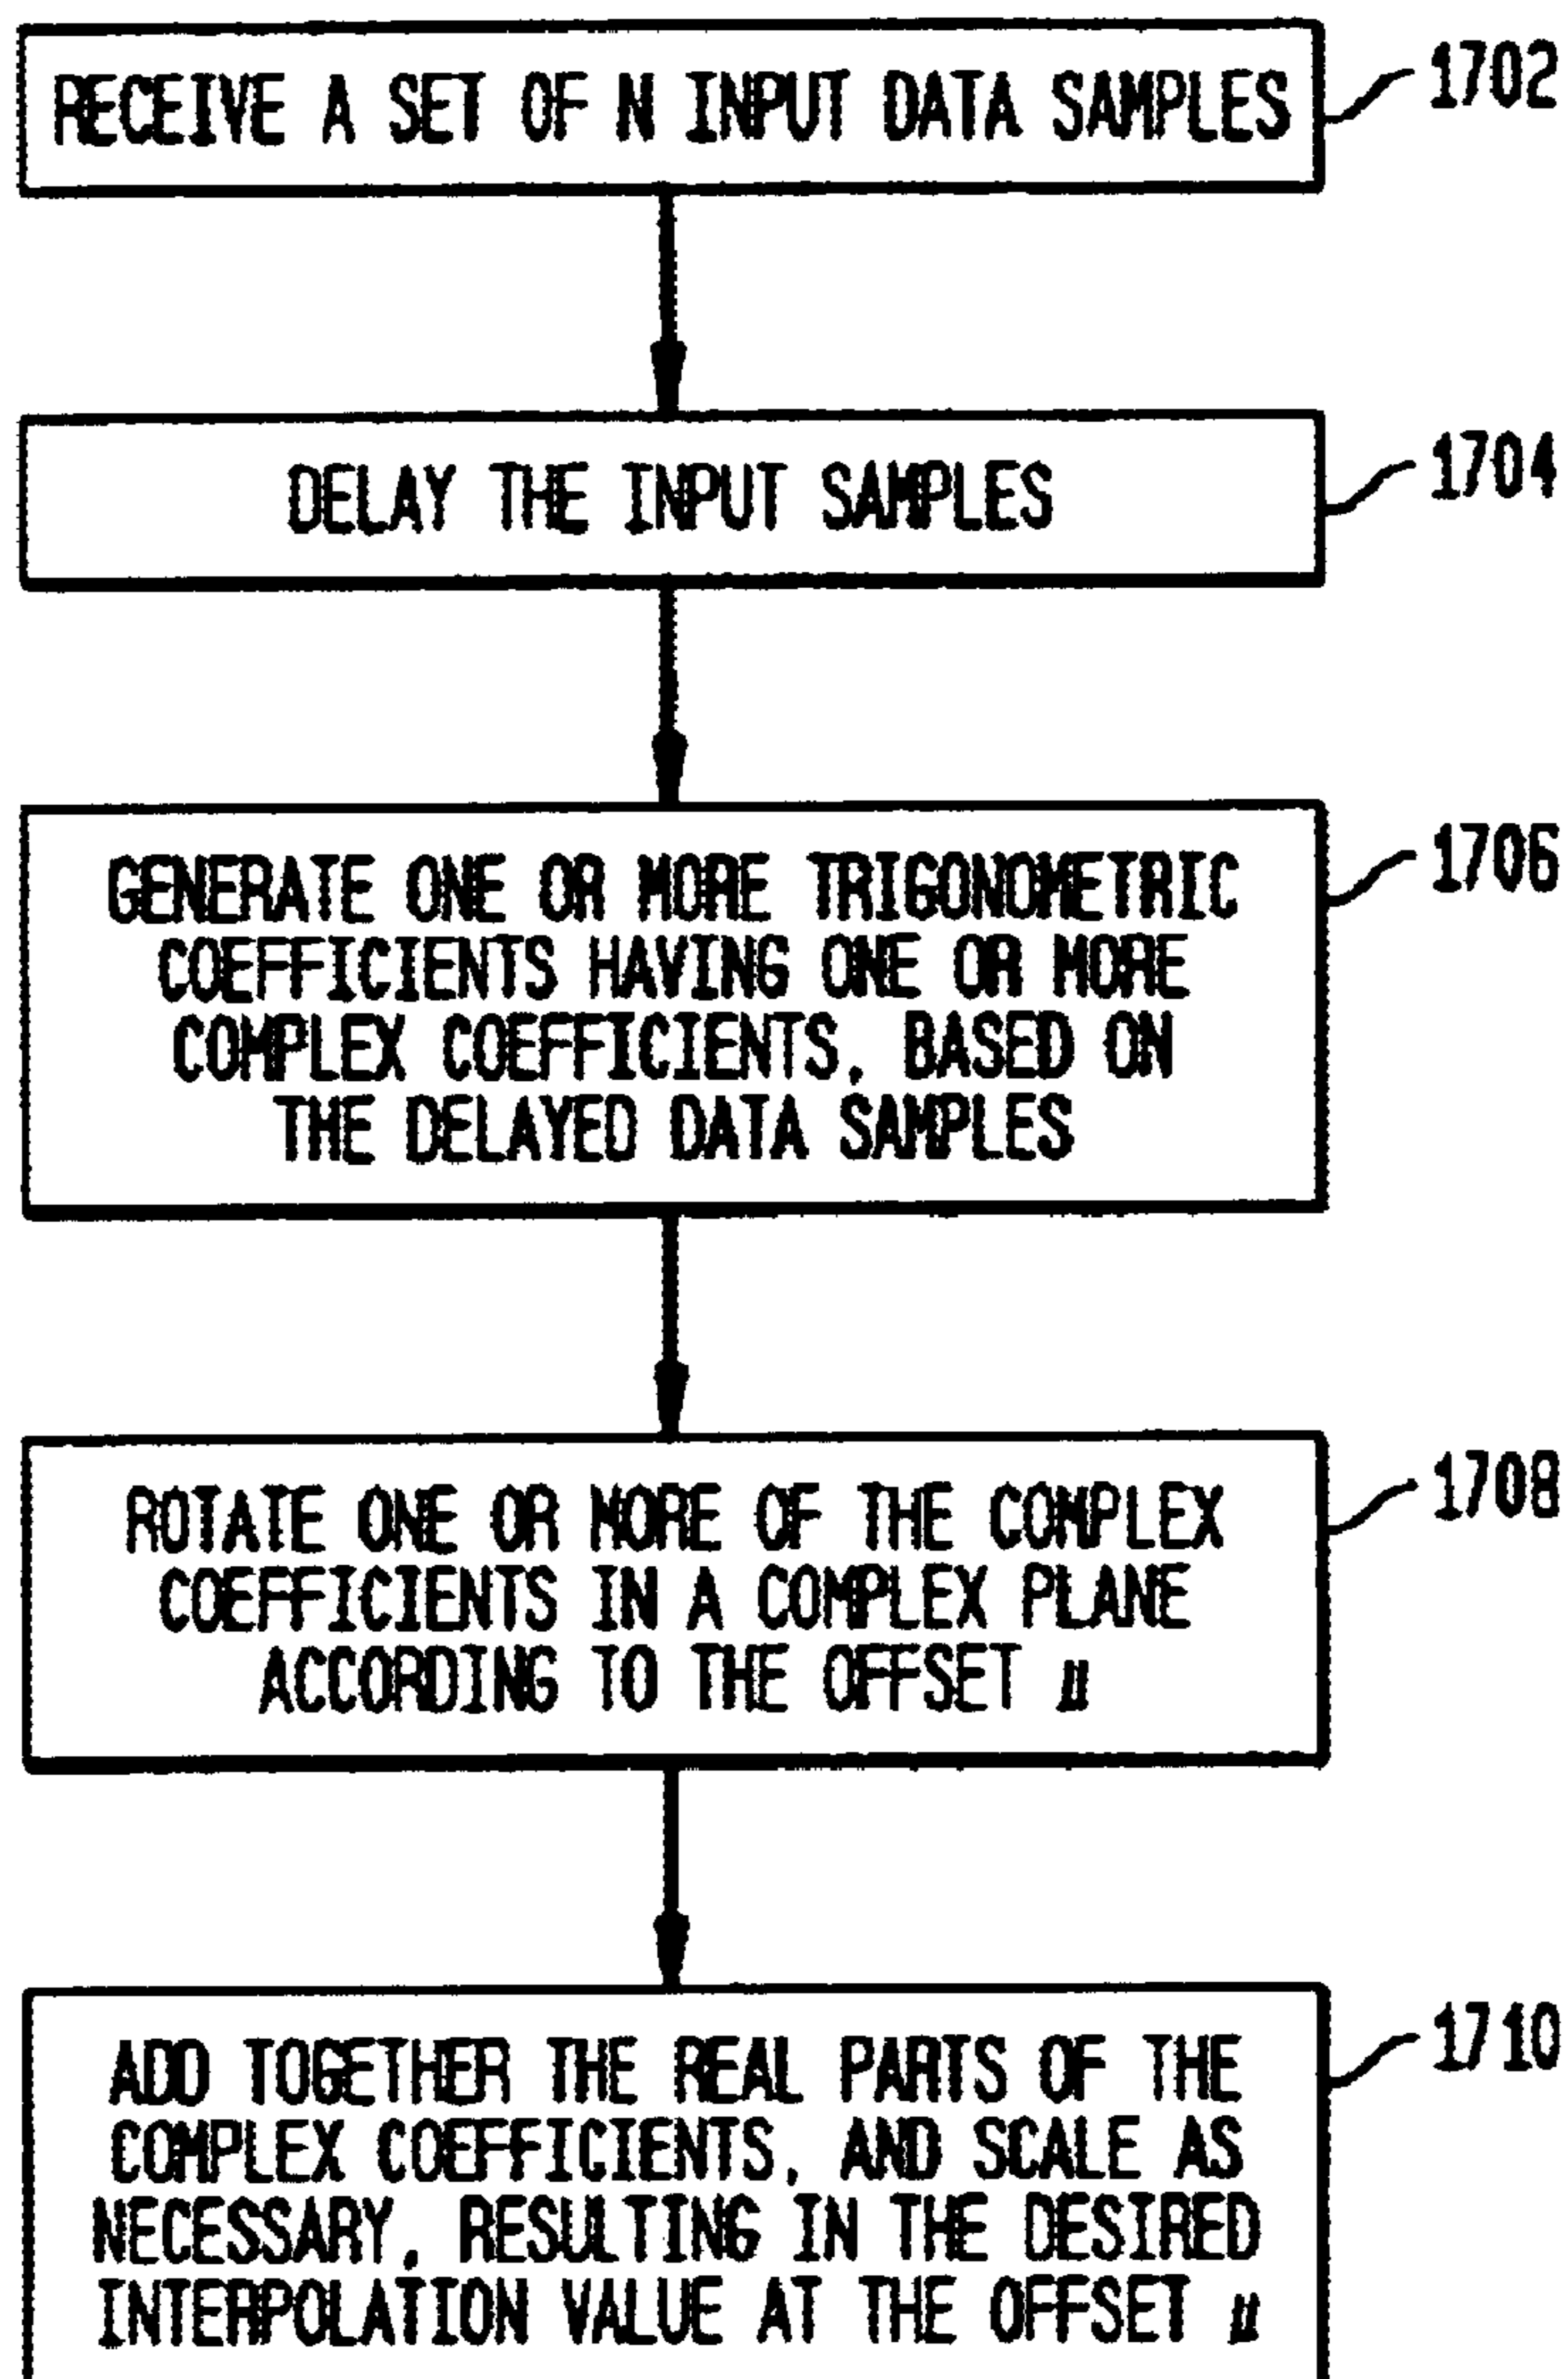 RECEIVE A SET OF N INPUT DATA SAMPLES
1702
DELAY THE INPUT SAMPLES
1704
GENERATE ONE OR MORE TRIGONOMETRIC
COEFFICIENTS HAVING ONE OR MORE
COMPLEX COEFFICIENTS, BASED ON
THE DELAYED DATA SAMPLES
1706
ROTATE ONE OR MORE OF THE COMPLEX
COEFFICIENTS IN A COMPLEX PLANE
ACCORDING TO THE OFFSET μ
1708
ADD TOGETHER THE REAL PARTS OF THE
COMPLEX COEFFICIENTS, AND SCALE AS
NECESSARY, RESULTING IN THE DESIRED
INTERPOLATION VALUE AT THE OFFSET μ
1710